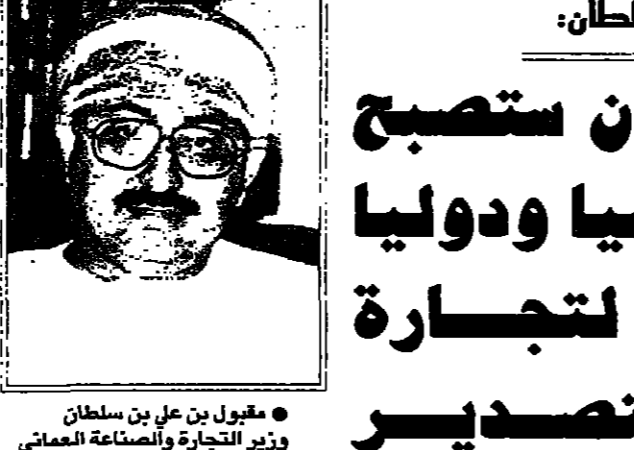 لطان:
ن ستصبح
يا ودوليا
لتجارة
تصدير
● مقبول بن علي بن سلطان
وزير التجارة والصناعة العماني